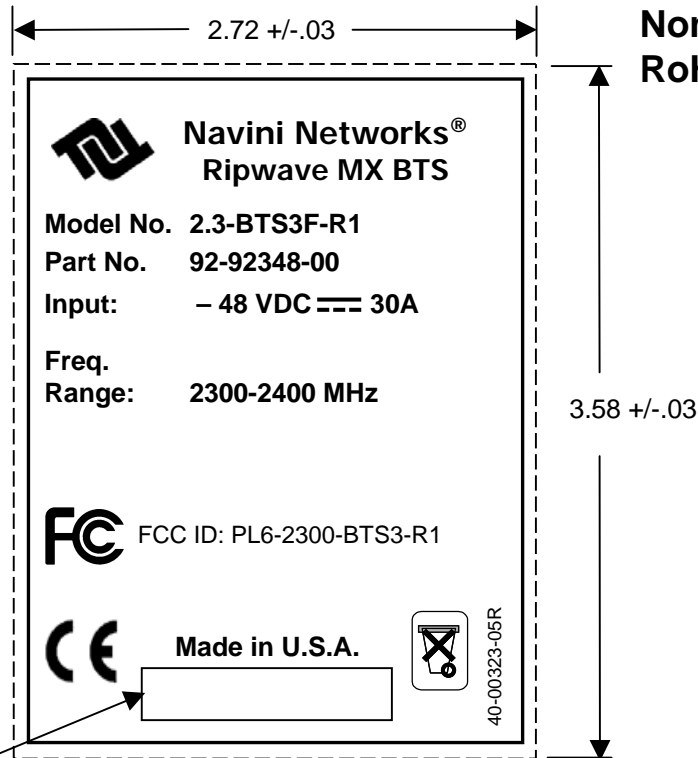 2.72 +/-.03
Navini Networks®
Ripwave MX BTS
Model No. 2.3-BTS3F-R1
Part No. 92-92348-00
Input: – 48 VDC 30A
Freq.
Range: 2300-2400 MHz
3.58 +/-.03
FC FCC ID: PL6-2300-BTS3-R1
CE Made in U.S.A.
40-00323-05R